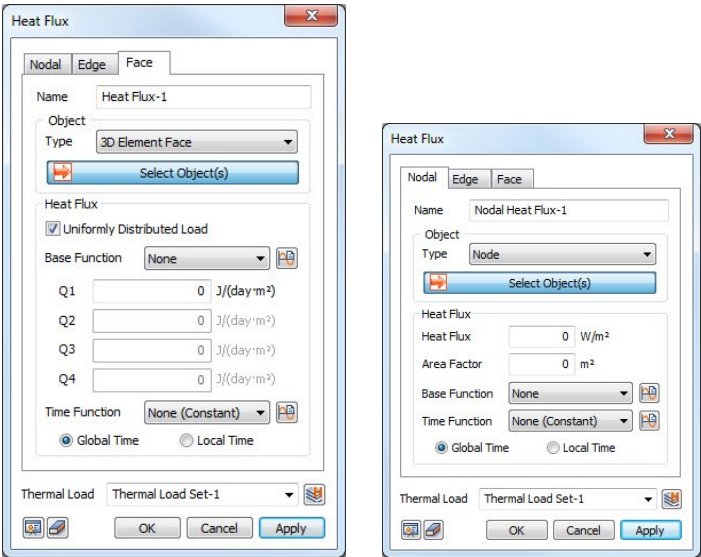 Heat Flux
Nodal Edge Face
Name Heat Flux-1
Object
Type 3D Element Face
Select Object(s)
Heat Flux
Uniformly Distributed Load
Base Function None
Q1 0 J/(day·m²)
Q2 0 J/(day·m²)
Q3 0 J/(day·m²)
Q4 0 J/(day·m²)
Time Function None (Constant)
Global Time Local Time
Thermal Load Thermal Load Set-1
OK Cancel Apply
Heat Flux
Nodal Edge Face
Name Nodal Heat Flux-1
Object
Type Node
Select Object(s)
Heat Flux
Heat Flux 0 W/m²
Area Factor 0 m²
Base Function None
Time Function None (Constant)
Global Time Local Time
Thermal Load Thermal Load Set-1
OK Cancel Apply